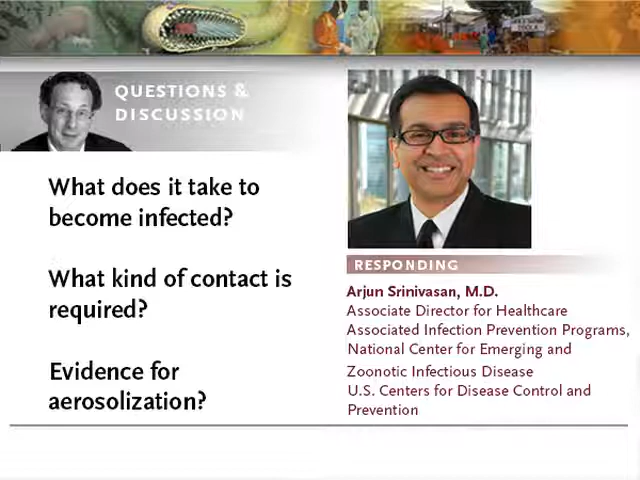 QUESTIONS &
DISCUSSION
What does it take to
become infected?
What kind of contact is
required?
Evidence for
aerosolization?
RESPONDING
Arjun Srinivasan, M.D.
Associate Director for Healthcare
Associated Infection Prevention Programs,
National Center for Emerging and
Zoonotic Infectious Disease
U.S. Centers for Disease Control and
Prevention